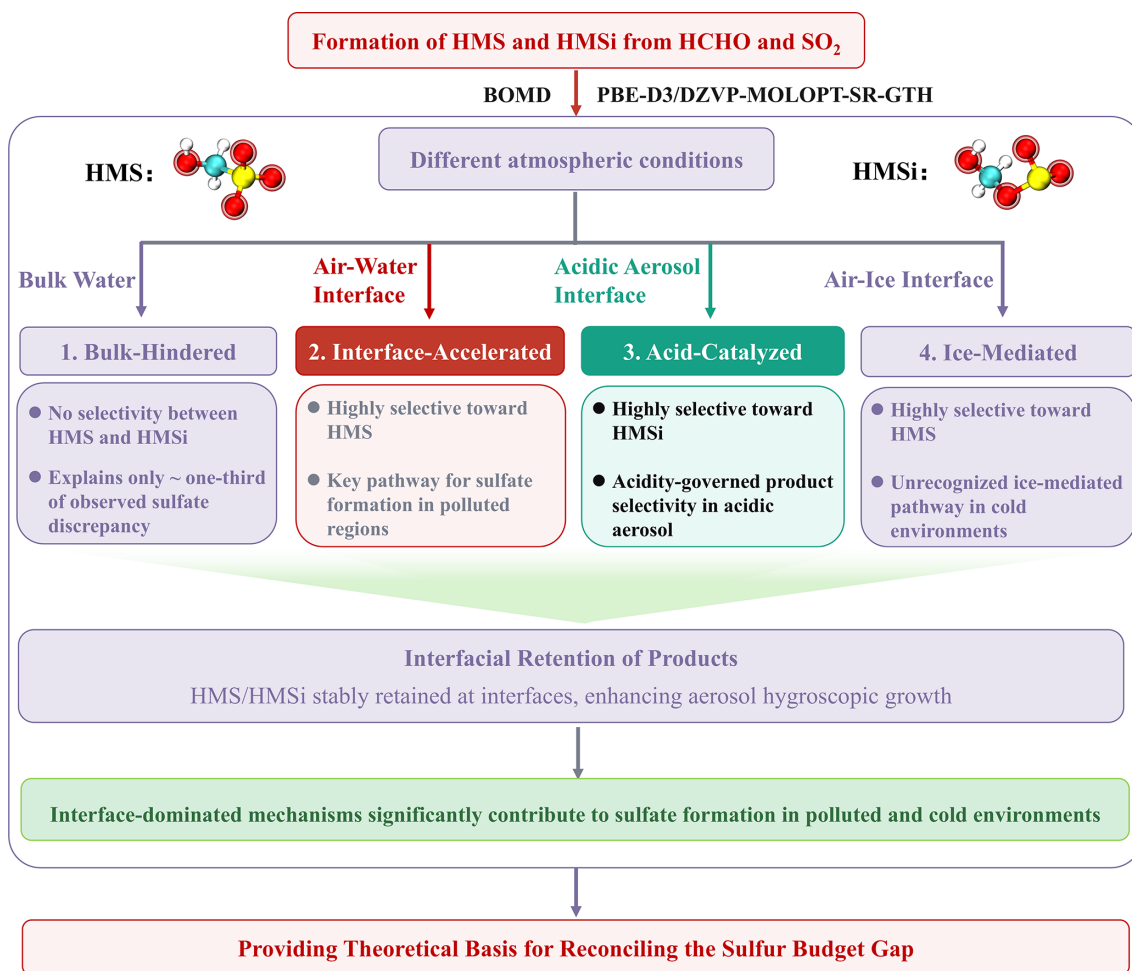 Formation of HMS and HMSi from HCHO and SO₂
BOMD
PBE-D3/DZVP-MOLOPT-SR-GTH
HMS:
Different atmospheric conditions
HMSi:
Bulk Water
Air-Water
Interface
Acidic Aerosol
Interface
Air-Ice Interface
1. Bulk-Hindered
● No selectivity between
HMS and HMSi
● Explains only ~ one-third
of observed sulfate
discrepancy
2. Interface-Accelerated
● Highly selective toward
HMS
● Key pathway for sulfate
formation in polluted
regions
3. Acid-Catalyzed
● Highly selective toward
HMSi
● Acidity-governed product
selectivity in acidic
aerosol
4. Ice-Mediated
● Highly selective toward
HMS
● Unrecognized ice-mediated
pathway in cold
environments
Interfacial Retention of Products
HMS/HMSi stably retained at interfaces, enhancing aerosol hygroscopic growth
Interface-dominated mechanisms significantly contribute to sulfate formation in polluted and cold environments
Providing Theoretical Basis for Reconciling the Sulfur Budget Gap